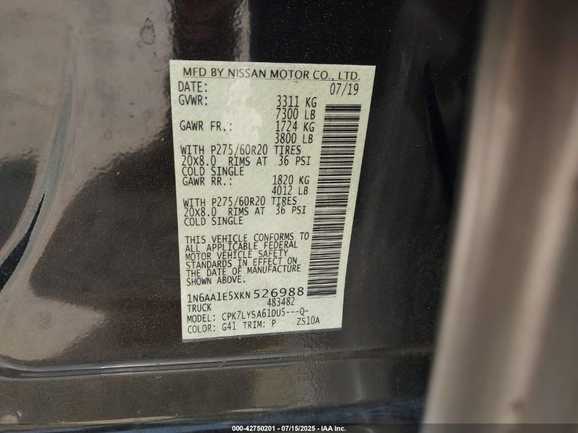 MFD BY NISSAN MOTOR CO., LTD.
DATE: 07/19
GVWR: 3311 KG
7300 LB
GAWR FR.: 1724 KG
3800 LB
WITH P275/60R20 TIRES
20X8.0 RIMS AT 36 PSI
COLD SINGLE
GAWR RR.: 1820 KG
4012 LB
WITH P275/60R20 TIRES
20X8.0 RIMS AT 36 PSI
COLD SINGLE
THIS VEHICLE CONFORMS TO
ALL APPLICABLE FEDERAL
MOTOR VEHICLE SAFETY
STANDARDS IN EFFECT ON
THE DATE OF MANUFACTURE
1N6AA1E5XKN526988
TRUCK 483482
MODEL: CPK7LYSA61DUS---Q-
COLOR: G41 TRIM: P ZS10A
000-42750201 - 07/15/2025 - IAA Inc.